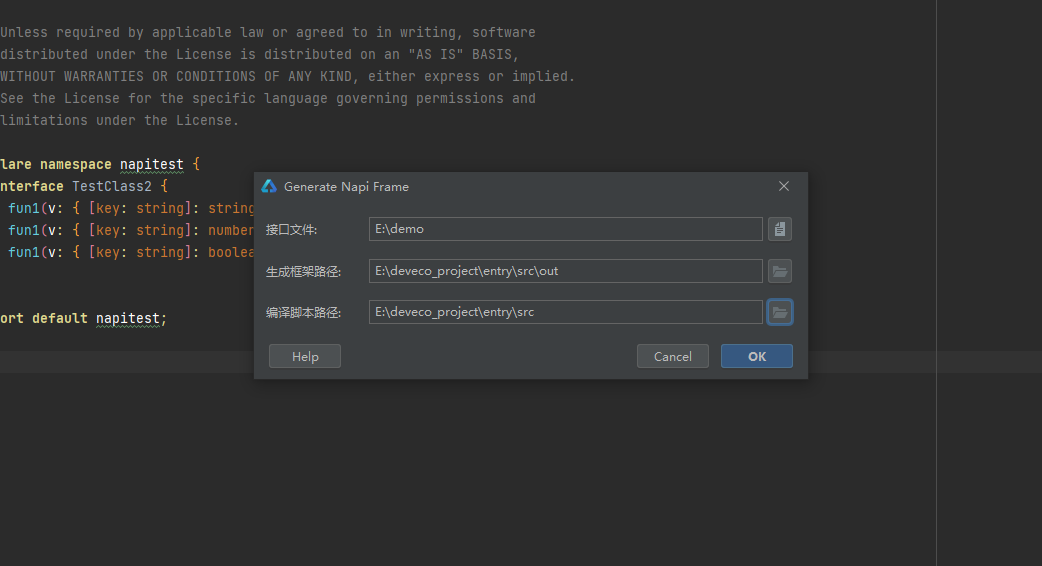 Unless required by applicable law or agreed to in writing, software
distributed under the License is distributed on an "AS IS" BASIS,
WITHOUT WARRANTIES OR CONDITIONS OF ANY KIND, either express or implied.
See the License for the specific language governing permissions and
limitations under the License.
lare namespace napitest {
nterface TestClass2 {
fun1(v: { [key: string]: string
fun1(v: { [key: string]: number
fun1(v: { [key: string]: boolea
ort default napitest;
Generate Napi Frame
接口文件:
E:\demo
生成框架路径:
E:\deveco_project\entry\src\out
编译脚本路径:
E:\deveco_project\entry\src
Help
Cancel
OK